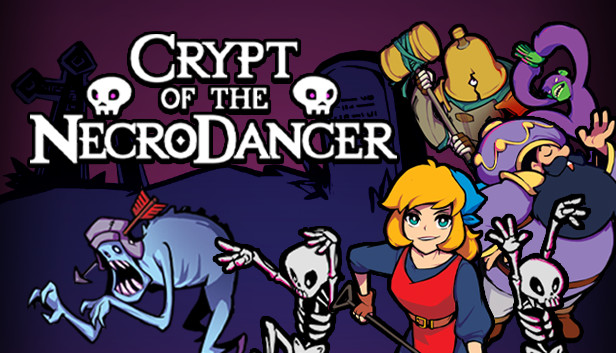 CRYPT
OF THE
NECRODANCER